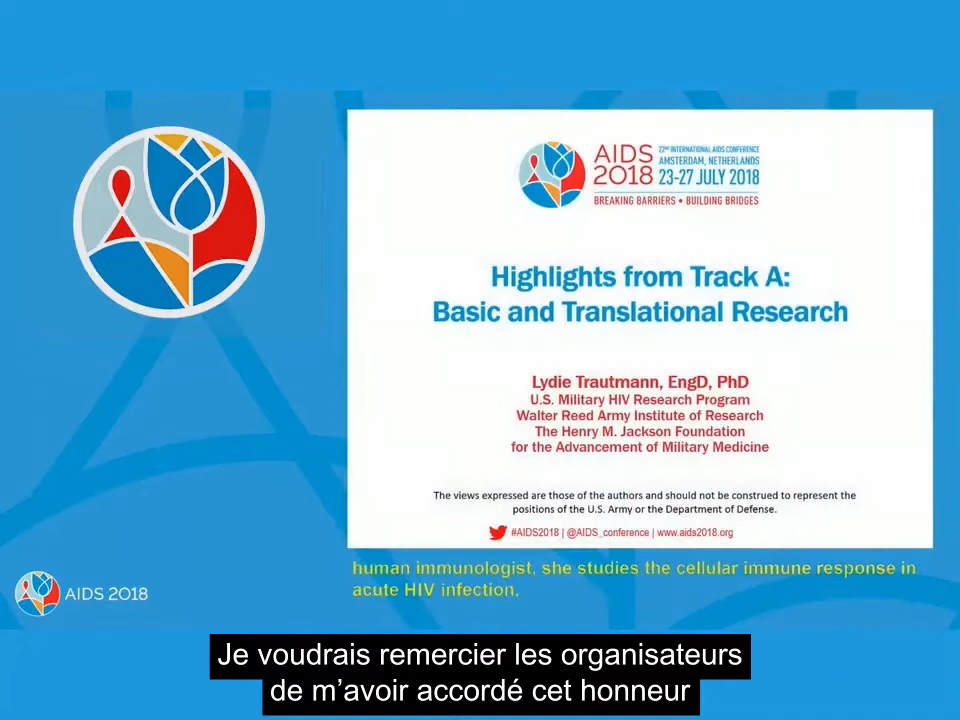 AIDS 2018
22ND INTERNATIONAL AIDS CONFERENCE
AMSTERDAM, NETHERLANDS
23-27 JULY 2018
BREAKING BARRIERS • BUILDING BRIDGES
Highlights from Track A:
Basic and Translational Research
Lydie Trautmann, EngD, PhD
U.S. Military HIV Research Program
Walter Reed Army Institute of Research
The Henry M. Jackson Foundation
for the Advancement of Military Medicine
The views expressed are those of the authors and should not be construed to represent the
positions of the U.S. Army or the Department of Defense.
#AIDS2018 | @AIDS_conference | www.aids2018.org
human immunologist, she studies the cellular immune response in
acute HIV infection.
AIDS 2018
Je voudrais remercier les organisateurs
de m’avoir accordé cet honneur